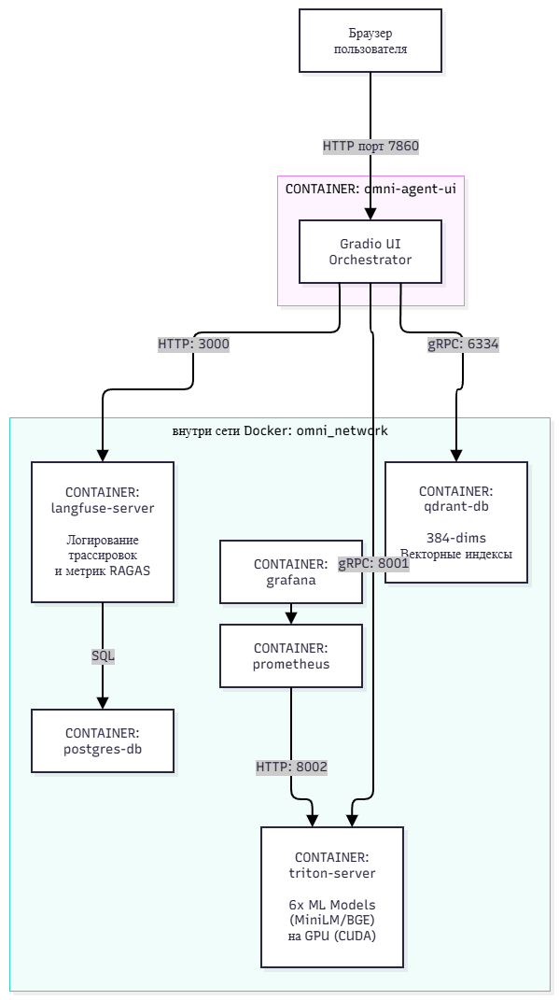 Браузер
пользователя
HTTP порт 7860
CONTAINER: omni-agent-ui
Gradio UI
Orchestrator
HTTP: 3000
gRPC: 6334
внутри сети Docker: omni_network
CONTAINER:
langfuse-server
Логирование
трассировок
и метрик RAGAS
CONTAINER:
qdrant-db
384-dims
Векторные индексы
CONTAINER:
grafana
gRPC: 8001
CONTAINER:
prometheus
SQL
CONTAINER:
postgres-db
HTTP: 8002
CONTAINER:
triton-server
6x ML Models
(MiniLM/BGE)
на GPU (CUDA)